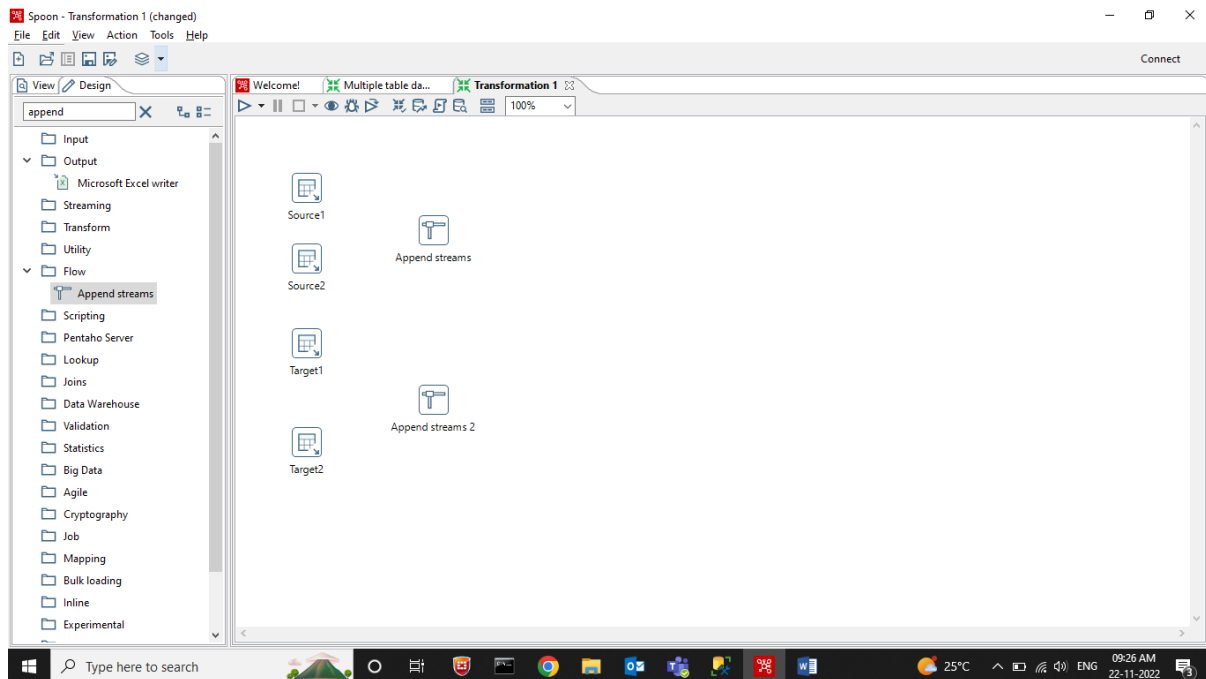 Spoon - Transformation 1 (changed)
File Edit View Action Tools Help
Connect
View Design
Welcome! Multiple table da... Transformation 1
append
100%
Input
Output
Microsoft Excel writer
Streaming
Transform
Utility
Flow
Append streams
Scripting
Pentaho Server
Lookup
Joins
Data Warehouse
Validation
Statistics
Big Data
Agile
Cryptography
Job
Mapping
Bulk loading
Inline
Experimental
Source1
Append streams
Source2
Target1
Append streams 2
Target2
Type here to search
25°C ENG 09:26 AM
22-11-2022
3